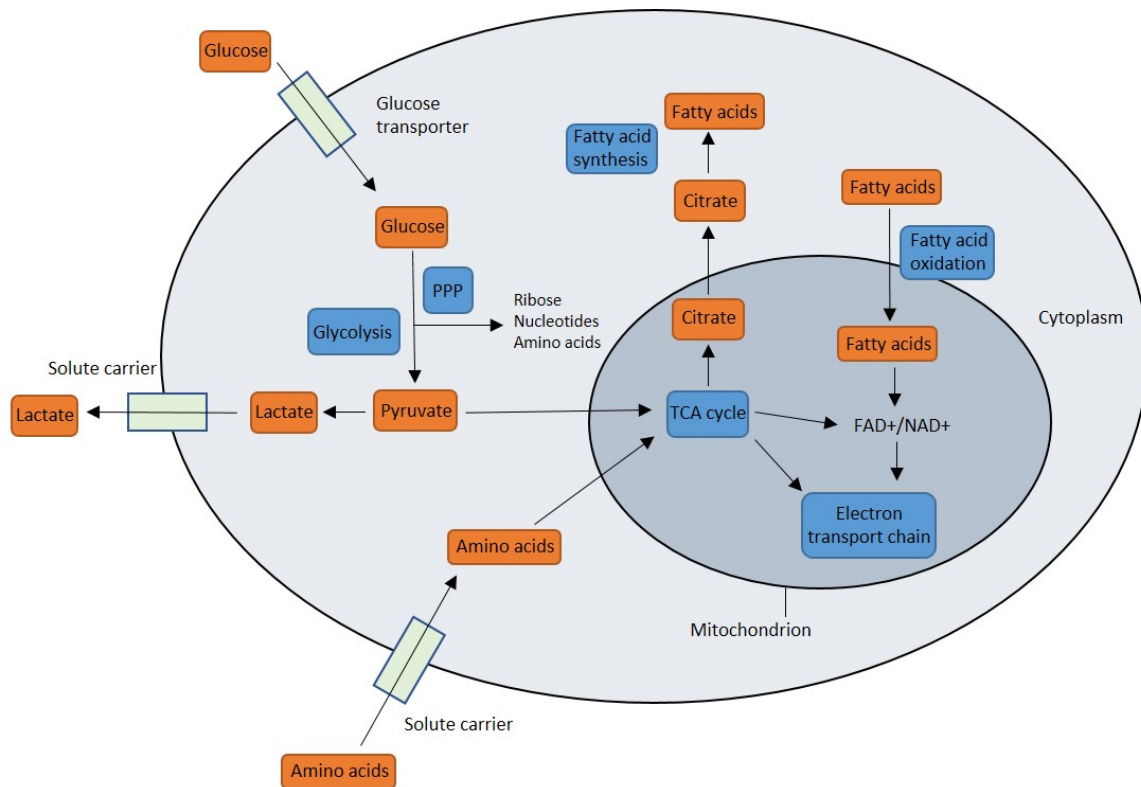 Glucose
Glucose
transporter
Fatty acids
Fatty acid
synthesis
Fatty acids
Citrate
Glucose
Fatty acid
oxidation
PPP
Ribose
Nucleotides
Amino acids
Glycolysis
Citrate
Cytoplasm
Fatty acids
Solute carrier
Lactate
Lactate
Pyruvate
TCA cycle
FAD+/NAD+
Electron
transport chain
Amino acids
Mitochondrion
Solute carrier
Amino acids